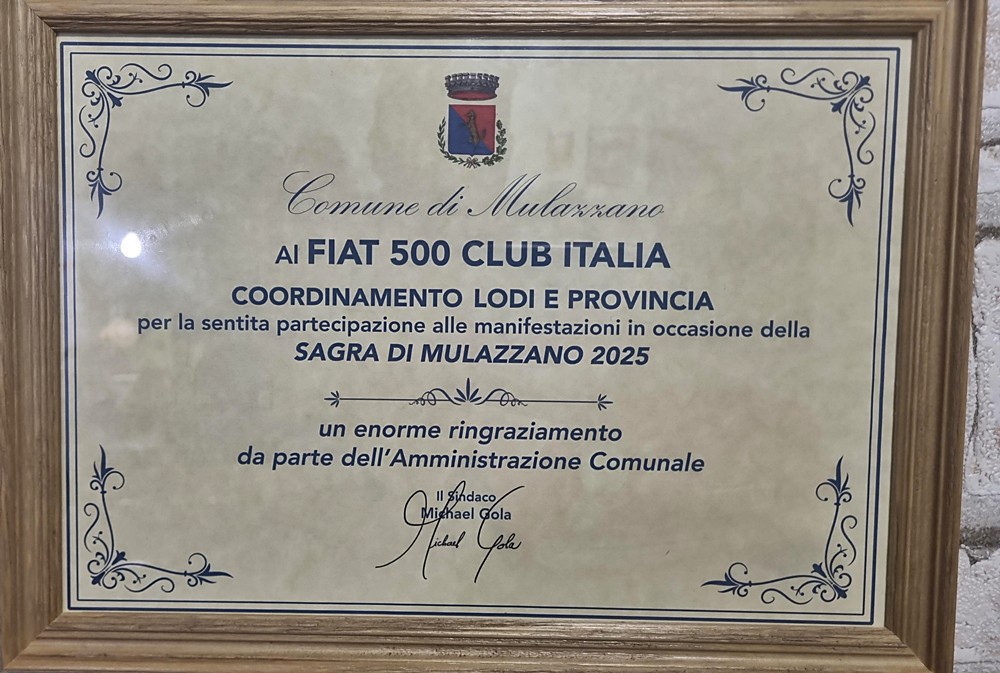 Comune di Mulazzano
Al FIAT 500 CLUB ITALIA
COORDINAMENTO LODI E PROVINCIA
per la sentita partecipazione alle manifestazioni in occasione della
SAGRA DI MULAZZANO 2025
un enorme ringraziamento
da parte dell'Amministrazione Comunale
Il Sindaco
Michael Gola
Michael Gola